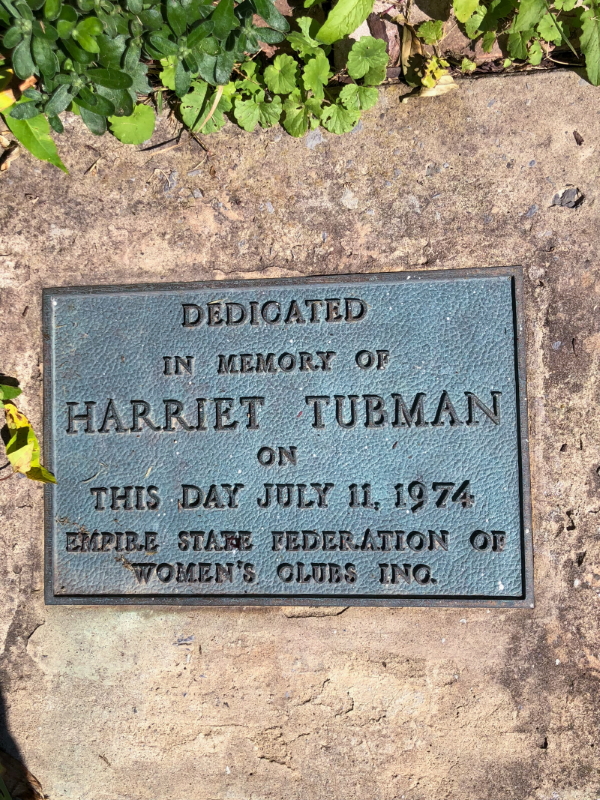 DEDICATED
IN MEMORY OF
HARRIET TUBMAN
ON
THIS DAY JULY 11, 1974
EMPIRE STATE FEDERATION OF
WOMEN'S CLUBS INC.